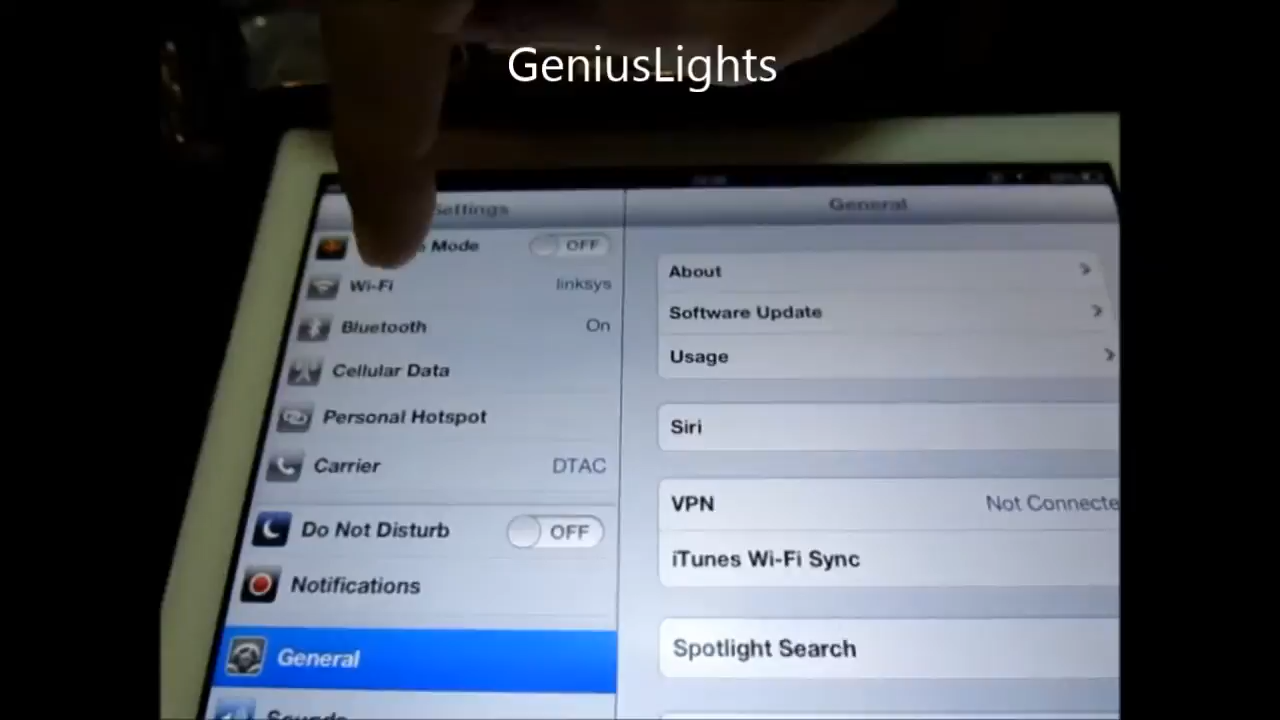 GeniusLights
Settings
General
Mode
OFF
Wi-Fi
linksys
Bluetooth
On
Cellular Data
Personal Hotspot
Carrier
DTAC
Do Not Disturb
OFF
Notifications
General
Sounds
About
Software Update
Usage
Siri
VPN
Not Connecte
iTunes Wi-Fi Sync
Spotlight Search